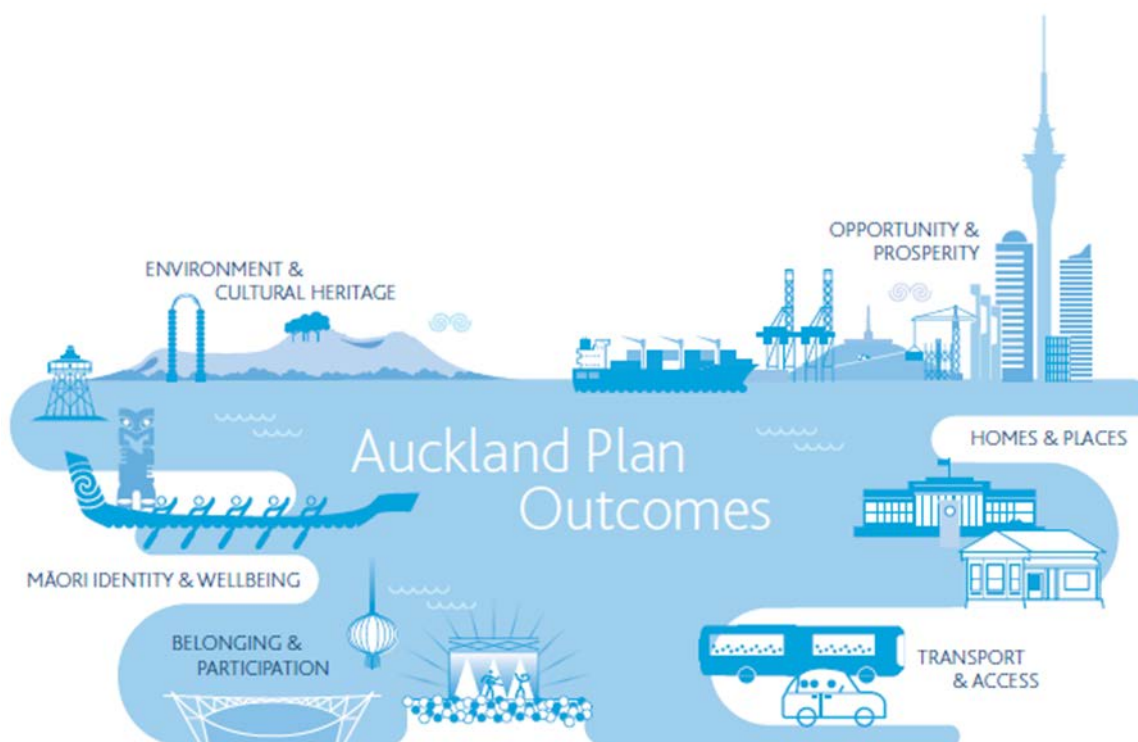 OPPORTUNITY &
PROSPERITY
ENVIRONMENT &
CULTURAL HERITAGE
Auckland Plan
Outcomes
HOMES & PLACES
MĀORI IDENTITY & WELLBEING
BELONGING &
PARTICIPATION
TRANSPORT
& ACCESS